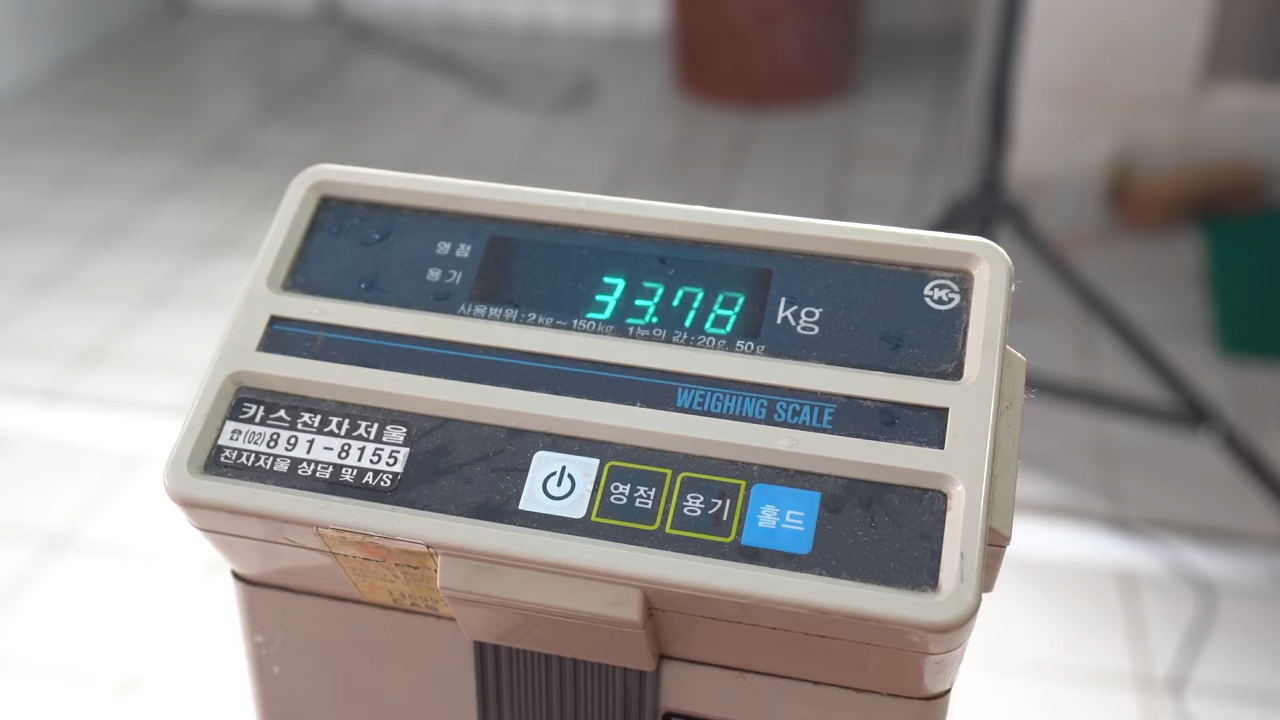 영점
용기
33.78 kg
사용범위:2kg~150kg, 1눈의 값:20g, 50g
WEIGHING SCALE
카스전자저울
☎(02)891-8155
전자저울 상담 및 A/S
영점 용기 홀드
CAS